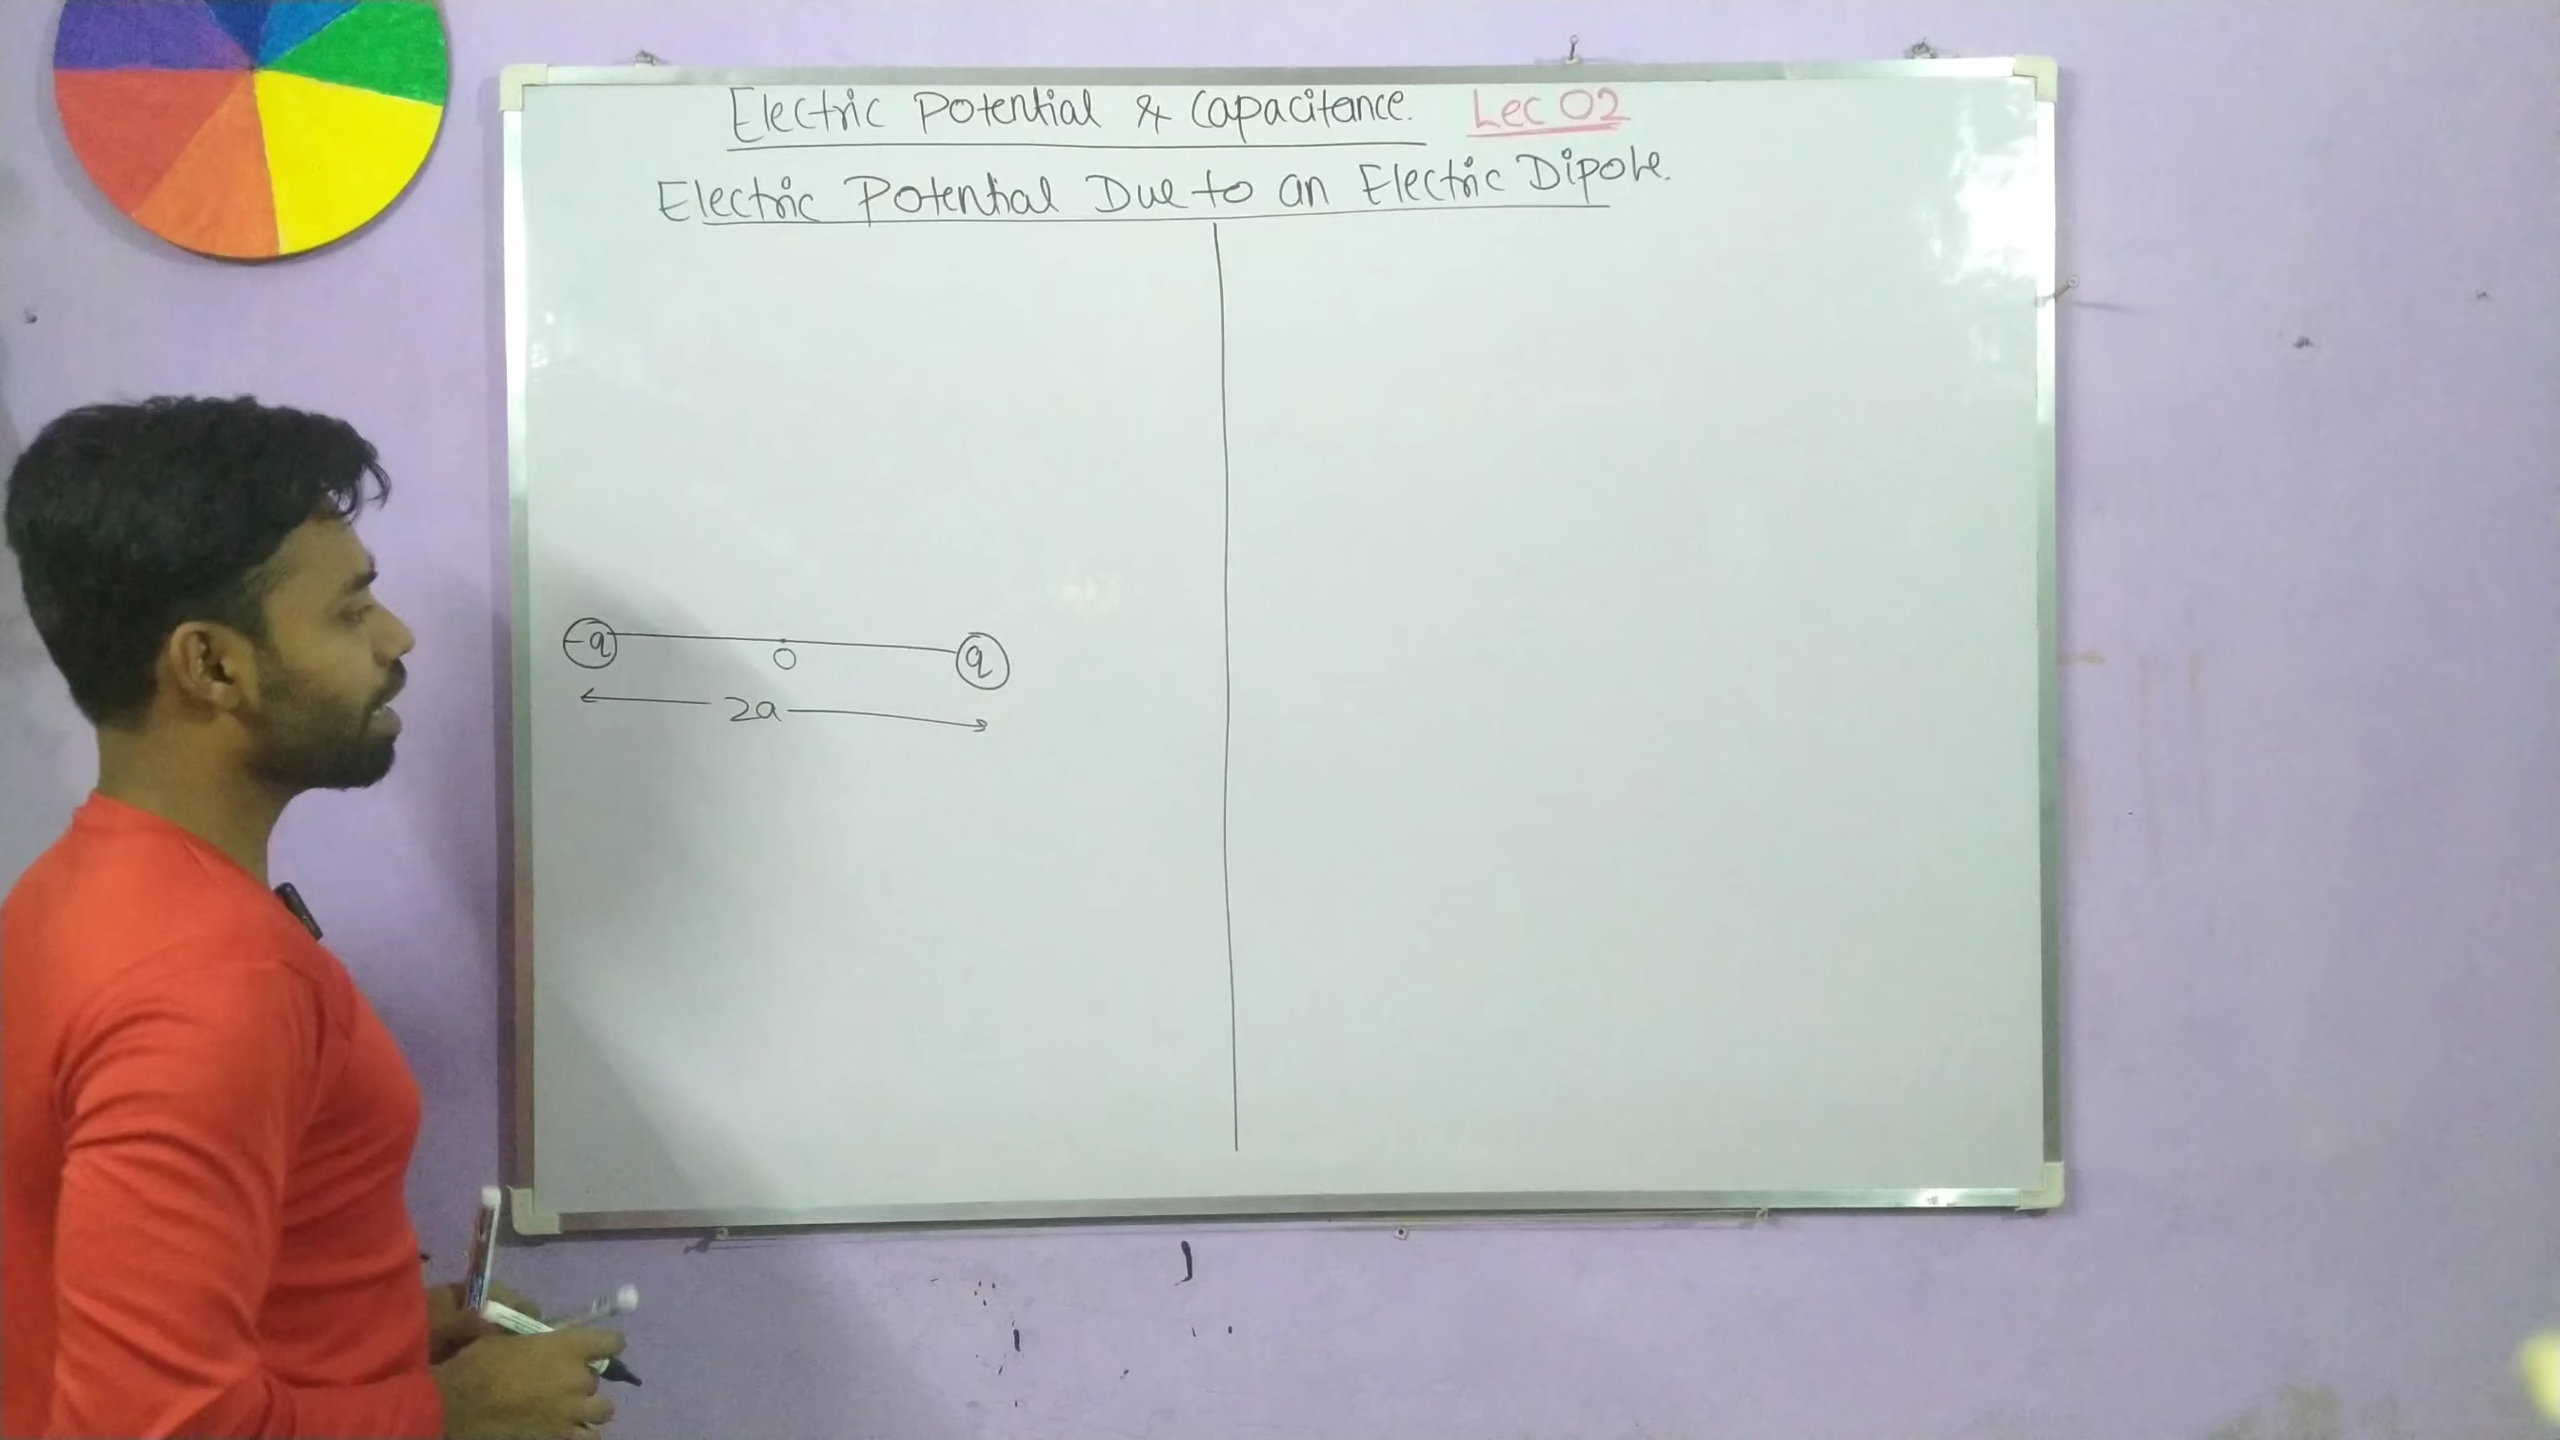 Electric Potential & Capacitance. Lec 02
Electric Potential Due to an Electric Dipole.
-q
O
q
2a